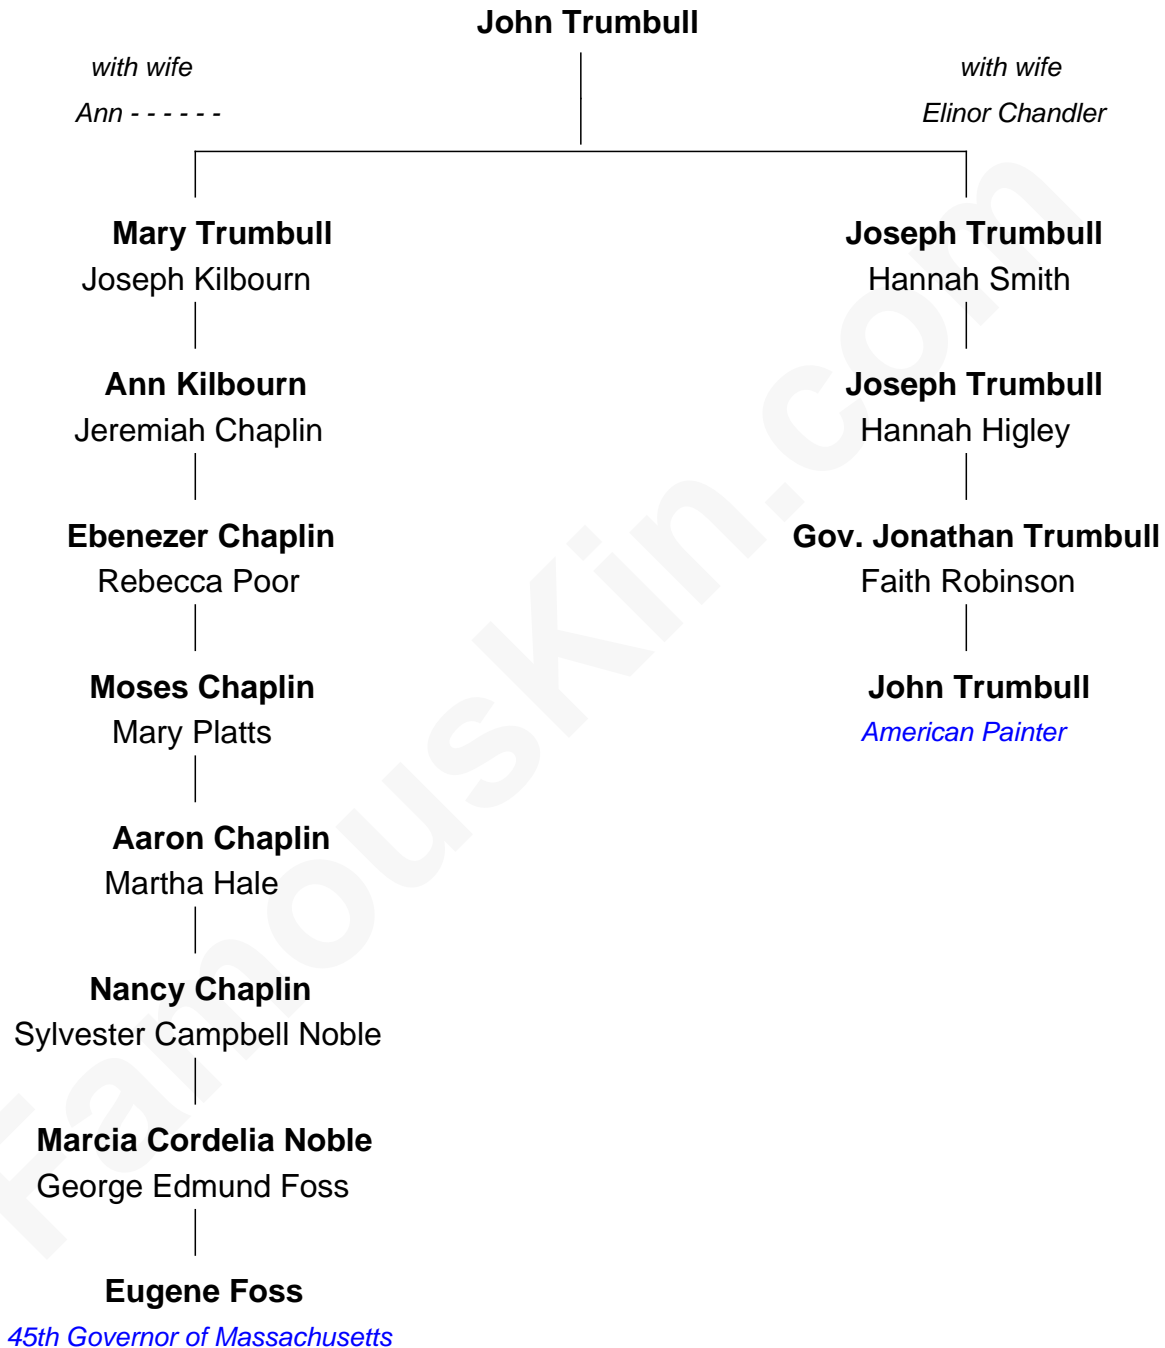 John Trumbull
with wife
Ann - - - - - -
with wife
Elinor Chandler
Mary Trumbull
Joseph Kilbourn
Ann Kilbourn
Jeremiah Chaplin
Ebenezer Chaplin
Rebecca Poor
Moses Chaplin
Mary Platts
Aaron Chaplin
Martha Hale
Nancy Chaplin
Sylvester Campbell Noble
Marcia Cordelia Noble
George Edmund Foss
Eugene Foss
45th Governor of Massachusetts
Joseph Trumbull
Hannah Smith
Joseph Trumbull
Hannah Higley
Gov. Jonathan Trumbull
Faith Robinson
John Trumbull
American Painter
FamousKin.com